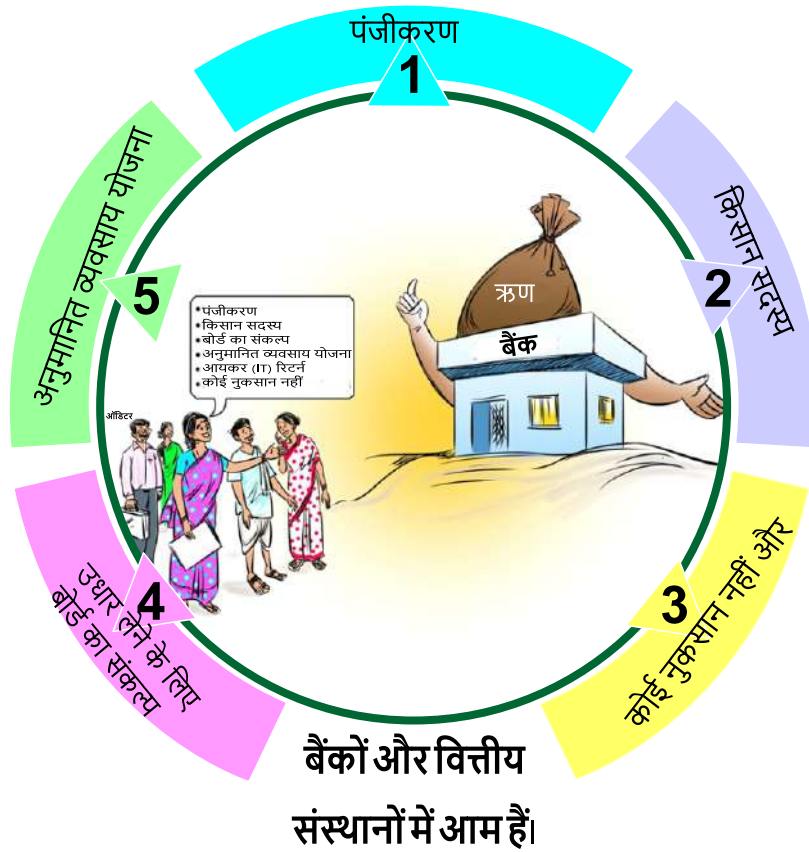 पंजीकरण
1
किसान सदस्य
2
कोई नुकसान नहीं और
3
उधार लेने के लिए
बोर्ड का संकल्प
4
अनुमानित व्यवसाय योजना
5
ऋण
बैंक
•पंजीकरण
•किसान सदस्य
•बोर्ड का संकल्प
•अनुमानित व्यवसाय योजना
•आयकर (IT) रिटर्न
•कोई नुकसान नहीं
ऑडिटर
बैंकों और वित्तीय
संस्थानों में आम हैं।